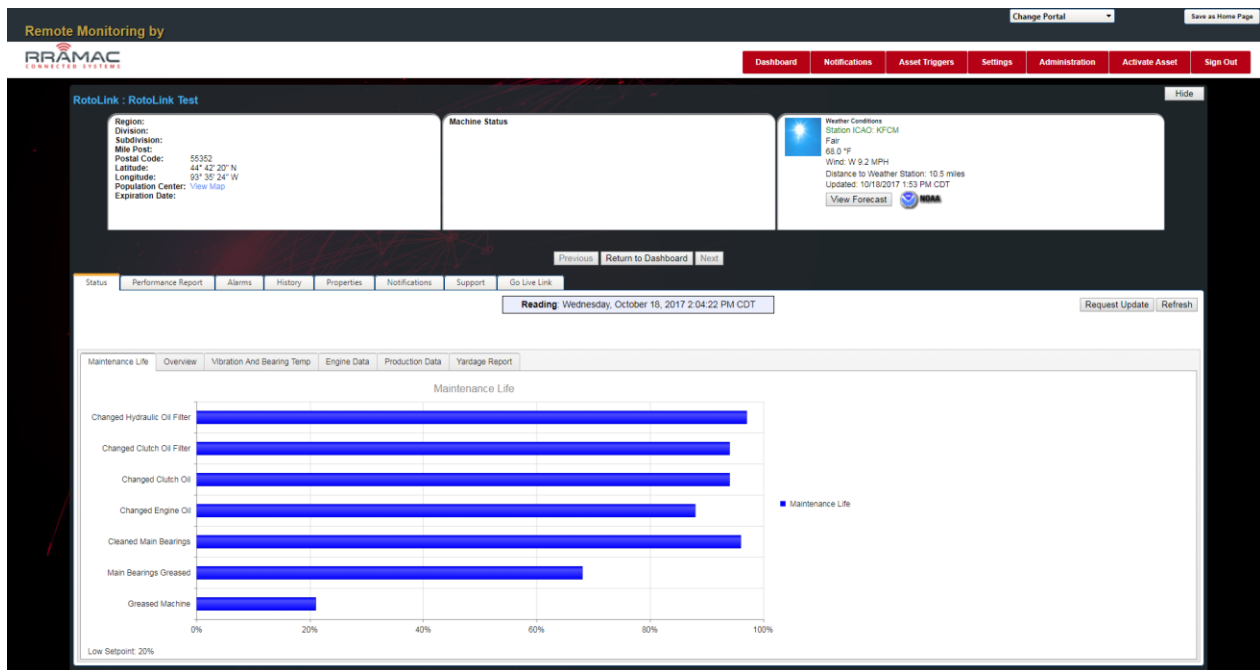 Change Portal
Save as Home Page
Remote Monitoring by
RRAMAC
CONNECTED SYSTEMS
Dashboard Notifications Asset Triggers Settings Administration Activate Asset Sign Out
RotoLink : RotoLink Test
Hide
Region:
Division:
Subdivision:
Mile Post:
Postal Code: 55352
Latitude: 44° 42' 20" N
Longitude: 93° 35' 24" W
Population Center: View Map
Expiration Date:
Machine Status
Weather Conditions
Station ICAO: KFCM
Fair
68.0 °F
Wind: W 9.2 MPH
Distance to Weather Station: 10.5 miles
Updated: 10/18/2017 1:53 PM CDT
View Forecast NOAA
Previous Return to Dashboard Next
Status Performance Report Alarms History Properties Notifications Support Go Live Link
Reading: Wednesday, October 18, 2017 2:04:22 PM CDT
Request Update Refresh
Maintenance Life Overview Vibration And Bearing Temp Engine Data Production Data Yardage Report
Maintenance Life
Changed Hydraulic Oil Filter
Changed Clutch Oil Filter
Changed Clutch Oil
Changed Engine Oil
Cleaned Main Bearings
Main Bearings Greased
Greased Machine
Maintenance Life
0% 20% 40% 60% 80% 100%
Low Setpoint: 20%